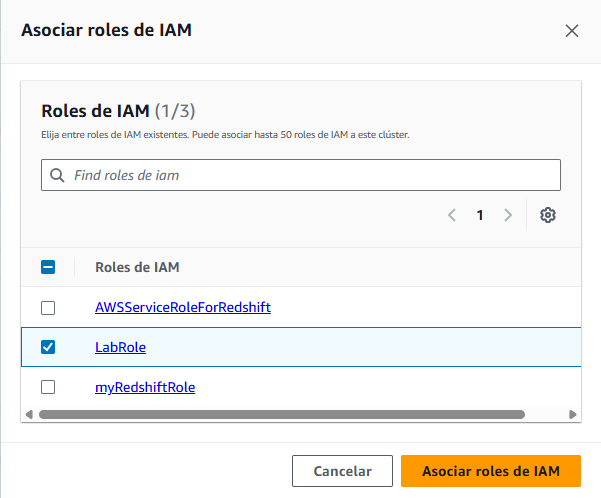 Asociar roles de IAM
Roles de IAM (1/3)
Elija entre roles de IAM existentes. Puede asociar hasta 50 roles de IAM a este clúster.
Find roles de iam
1
Roles de IAM
AWSServiceRoleForRedshift
LabRole
myRedshiftRole
Cancelar
Asociar roles de IAM